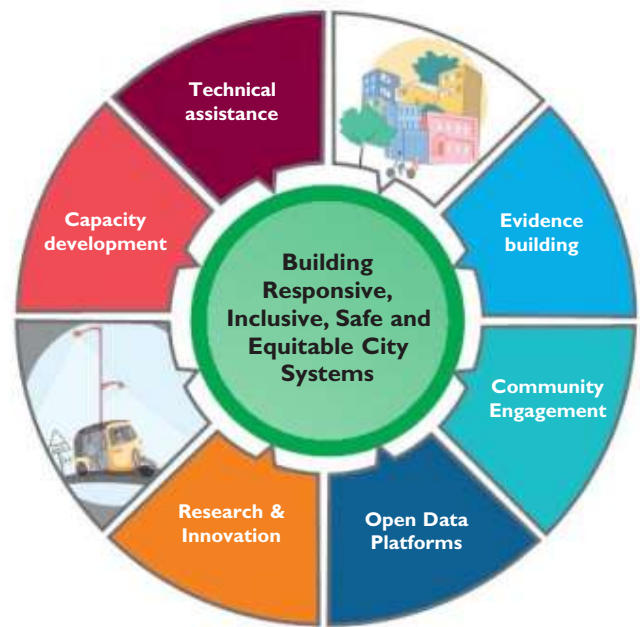 Technical
assistance
Evidence
building
Community
Engagement
Open Data
Platforms
Research &
Innovation
Capacity
development
Building
Responsive,
Inclusive, Safe and
Equitable City
Systems